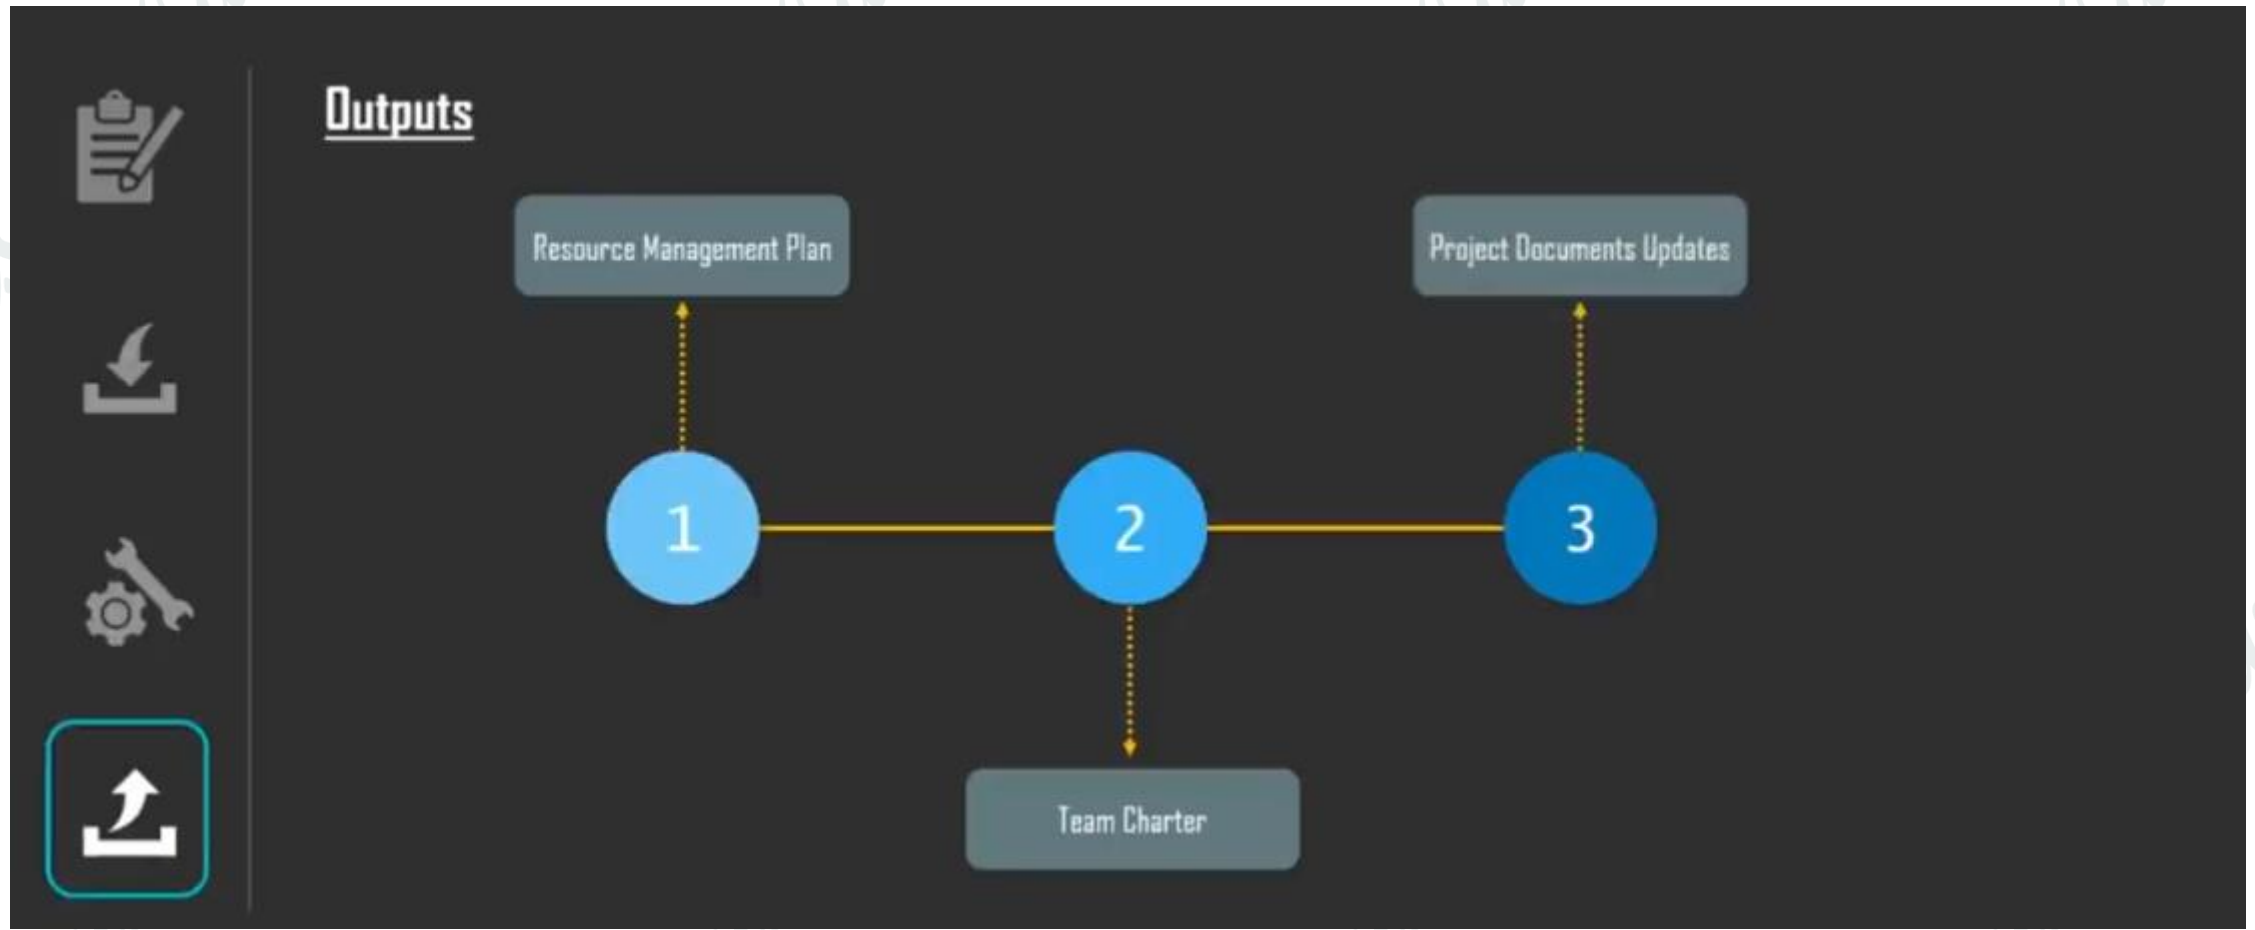 Outputs
Resource Management Plan
Project Documents Updates
1
2
3
Team Charter